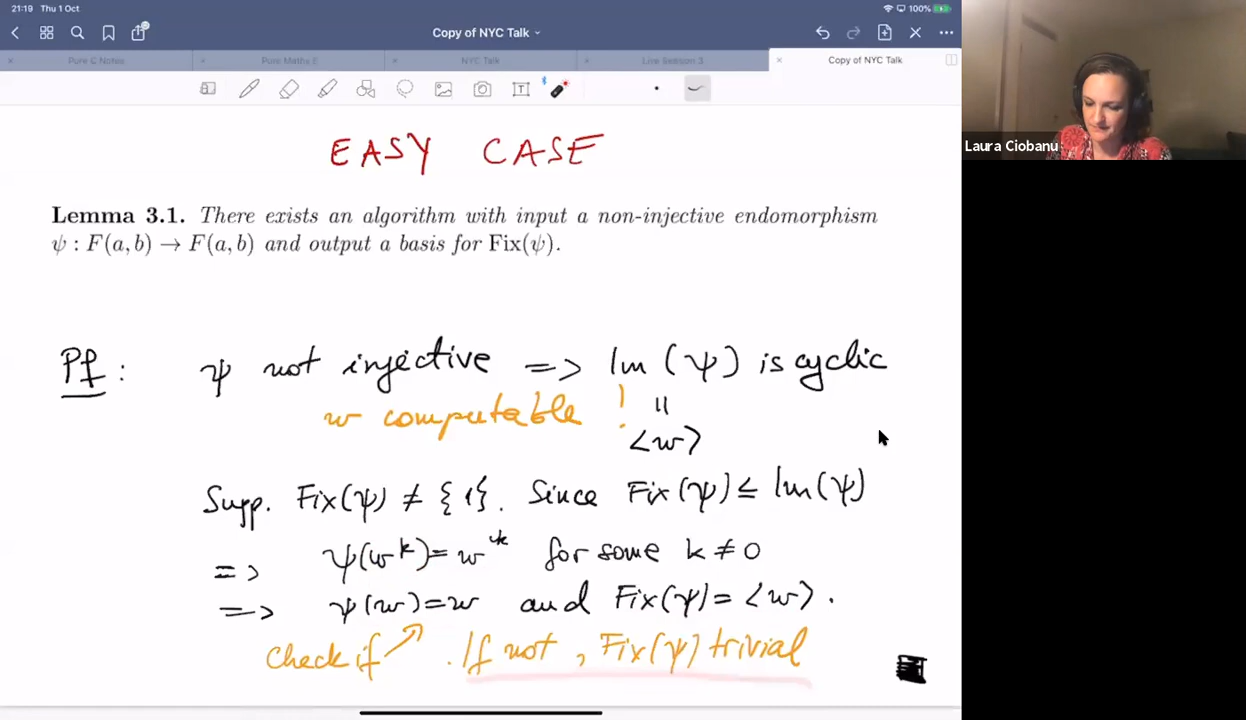 21:19 Thu 1 Oct
100%
Copy of NYC Talk
Pure C Notes
Pure Maths E
NYC Talk
Live Session 3
Copy of NYC Talk
EASY CASE
Lemma 3.1. There exists an algorithm with input a non-injective endomorphism
ψ : F(a, b) → F(a, b) and output a basis for Fix(ψ).
Pf : ψ not injective => Im (ψ) is cyclic
w computable ! =
<w>
Supp. Fix(ψ) ≠ {1}. Since Fix(ψ) ≤ Im(ψ)
=> ψ(w^k) = w^k for some k ≠ 0
=> ψ(w) = w and Fix(ψ) = <w>.
check if ↗ . If not, Fix(ψ) trivial
Laura Ciobanu